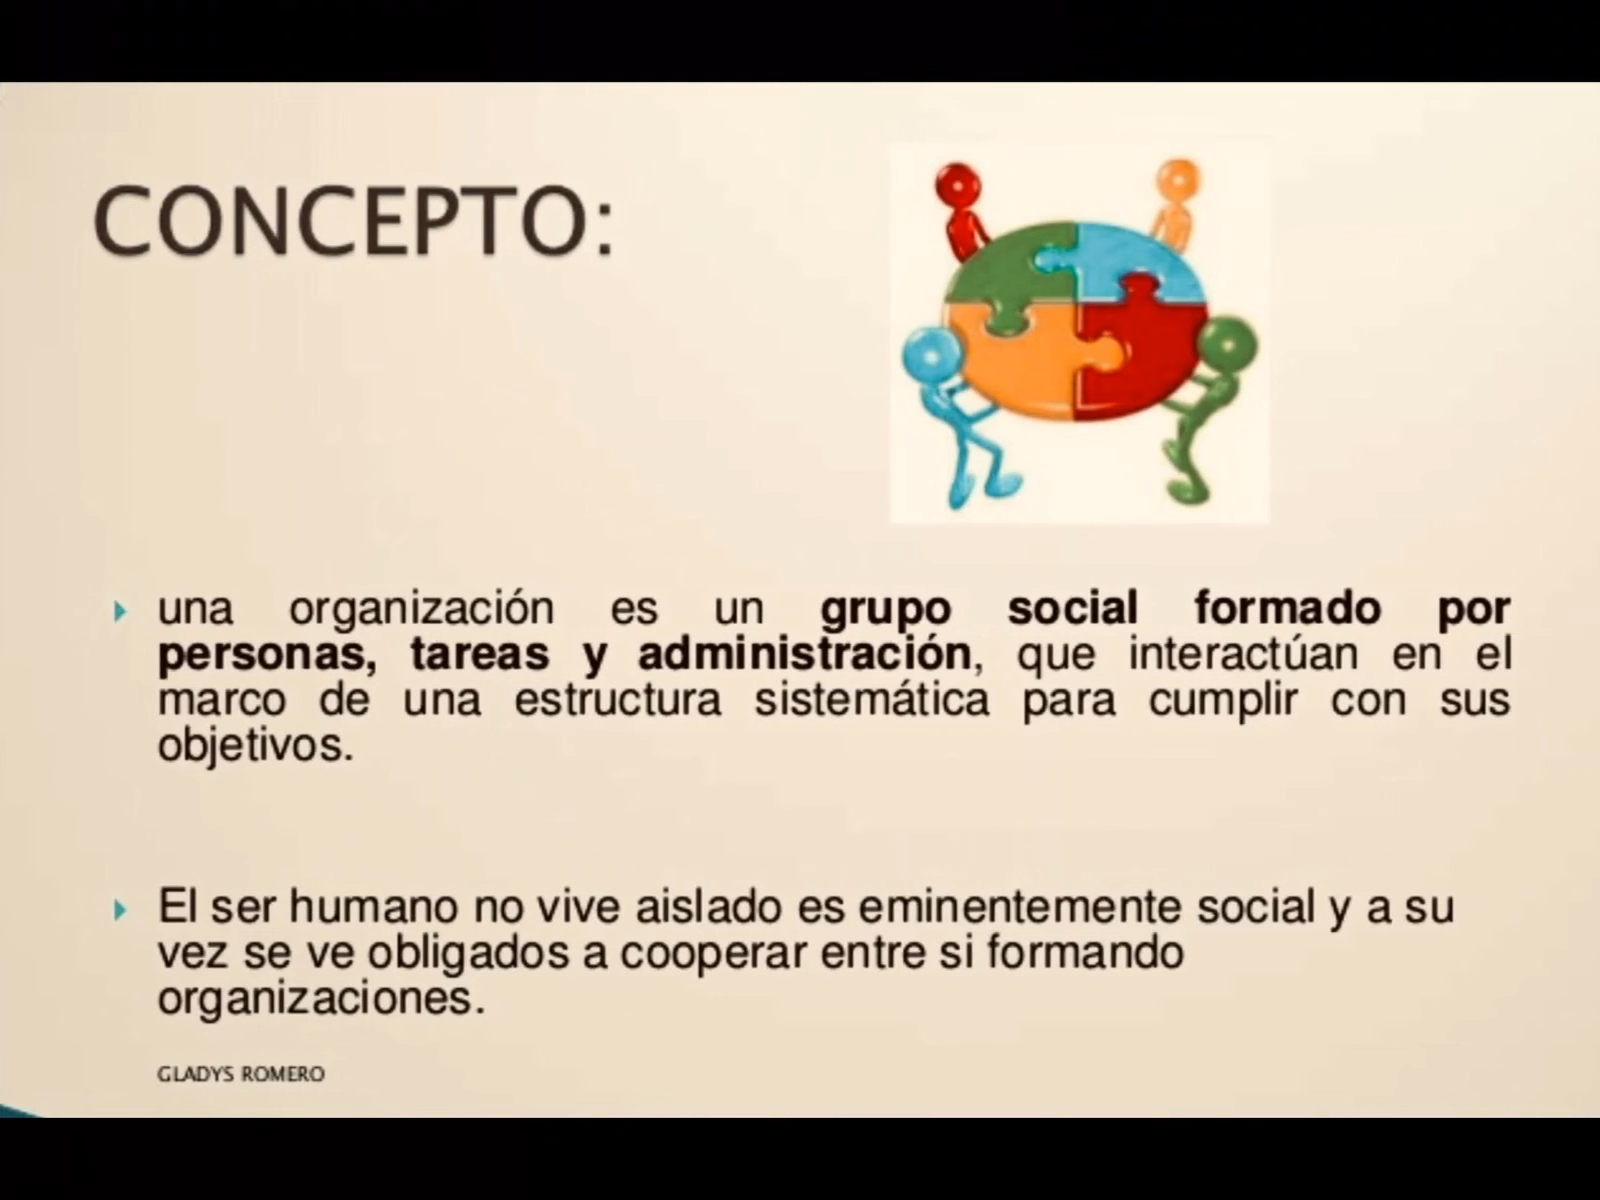 CONCEPTO:
una organización es un grupo social formado por
personas, tareas y administración, que interactúan en el
marco de una estructura sistemática para cumplir con sus
objetivos.
El ser humano no vive aislado es eminentemente social y a su
vez se ve obligados a cooperar entre si formando
organizaciones.
GLADYS ROMERO